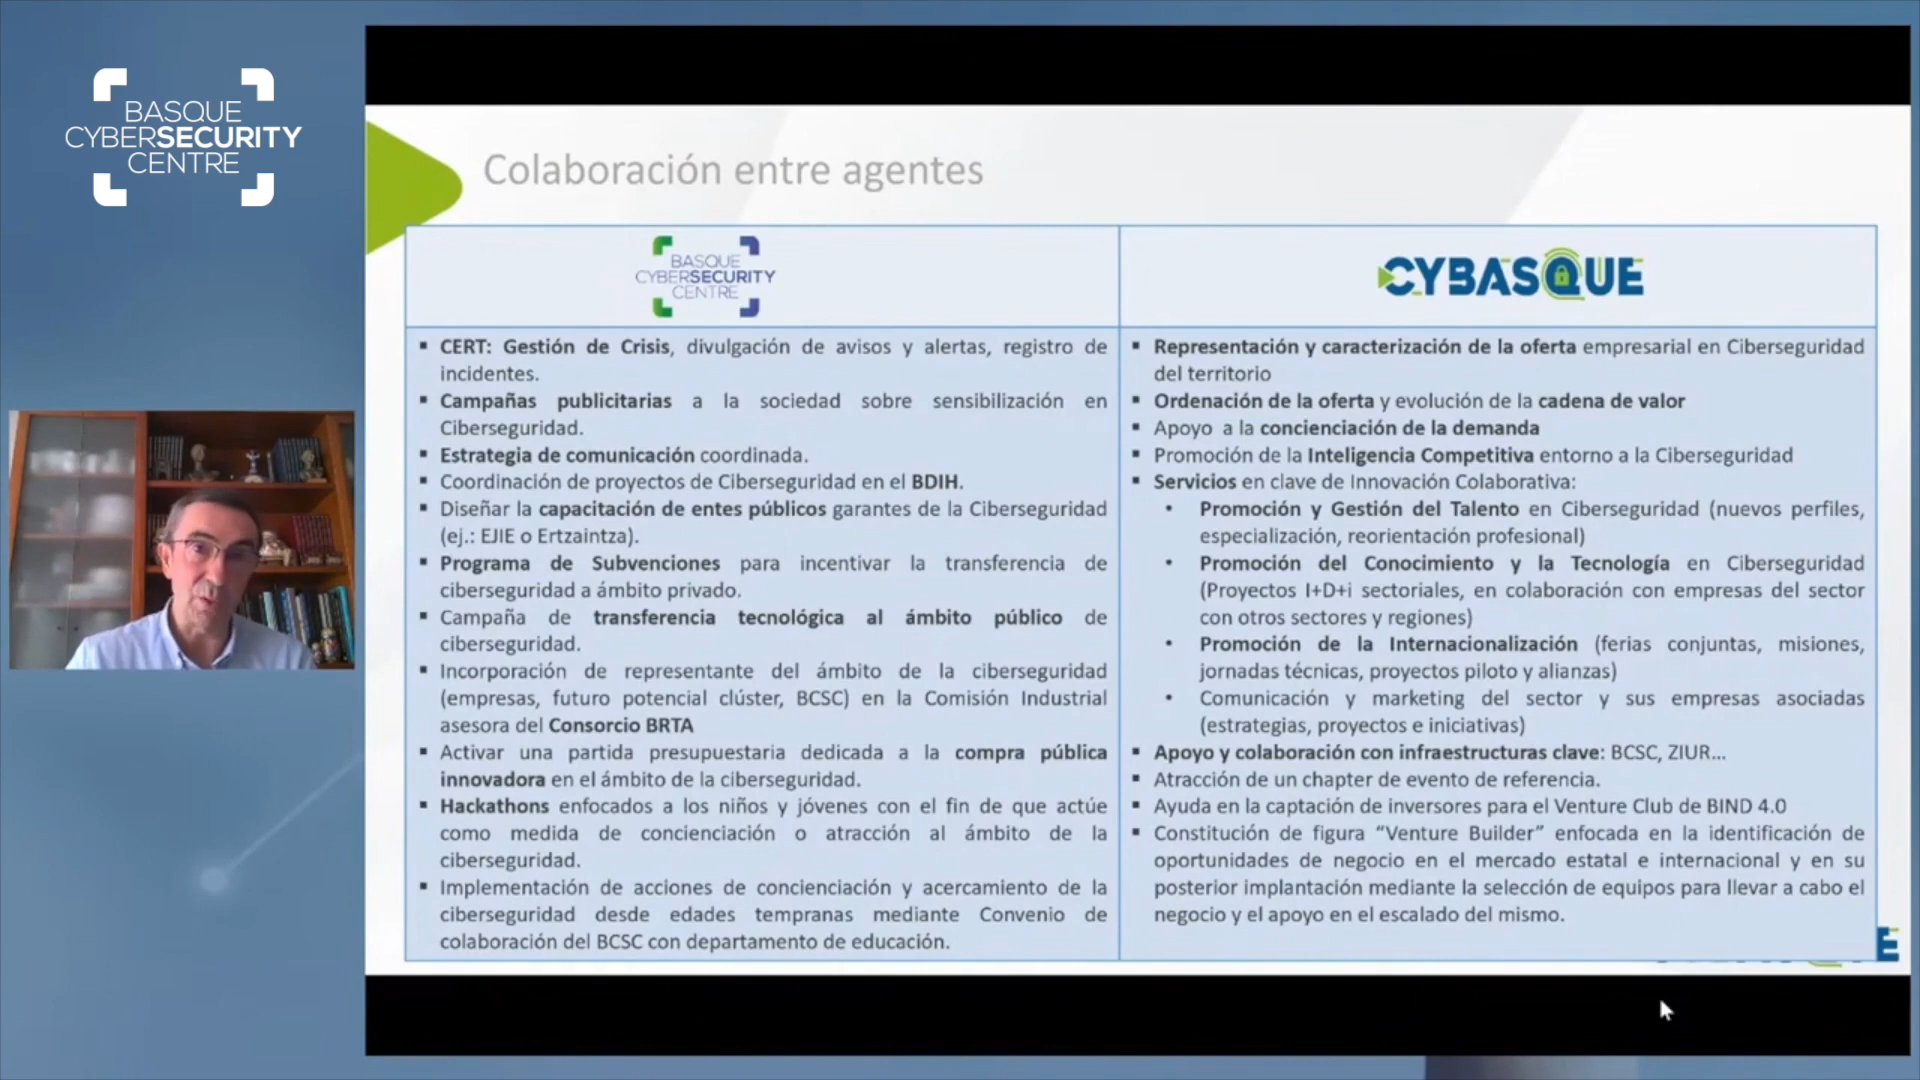 BASQUE
CYBERSECURITY
CENTRE
Colaboración entre agentes
BASQUE
CYBERSECURITY
CENTRE
▪ CERT: Gestión de Crisis, divulgación de avisos y alertas, registro de
incidentes.
▪ Campañas publicitarias a la sociedad sobre sensibilización en
Ciberseguridad.
▪ Estrategia de comunicación coordinada.
▪ Coordinación de proyectos de Ciberseguridad en el BDIH.
▪ Diseñar la capacitación de entes públicos garantes de la Ciberseguridad
(ej.: EJIE o Ertzaintza).
▪ Programa de Subvenciones para incentivar la transferencia de
ciberseguridad a ámbito privado.
▪ Campaña de transferencia tecnológica al ámbito público de
ciberseguridad.
▪ Incorporación de representante del ámbito de la ciberseguridad
(empresas, futuro potencial clúster, BCSC) en la Comisión Industrial
asesora del Consorcio BRTA
▪ Activar una partida presupuestaria dedicada a la compra pública
innovadora en el ámbito de la ciberseguridad.
▪ Hackathons enfocados a los niños y jóvenes con el fin de que actúe
como medida de concienciación o atracción al ámbito de la
ciberseguridad.
▪ Implementación de acciones de concienciación y acercamiento de la
ciberseguridad desde edades tempranas mediante Convenio de
colaboración del BCSC con departamento de educación.
CYBASQUE
▪ Representación y caracterización de la oferta empresarial en Ciberseguridad
del territorio
▪ Ordenación de la oferta y evolución de la cadena de valor
▪ Apoyo a la concienciación de la demanda
▪ Promoción de la Inteligencia Competitiva entorno a la Ciberseguridad
▪ Servicios en clave de Innovación Colaborativa:
• Promoción y Gestión del Talento en Ciberseguridad (nuevos perfiles,
especialización, reorientación profesional)
• Promoción del Conocimiento y la Tecnología en Ciberseguridad
(Proyectos I+D+i sectoriales, en colaboración con empresas del sector
con otros sectores y regiones)
• Promoción de la Internacionalización (ferias conjuntas, misiones,
jornadas técnicas, proyectos piloto y alianzas)
• Comunicación y marketing del sector y sus empresas asociadas
(estrategias, proyectos e iniciativas)
▪ Apoyo y colaboración con infraestructuras clave: BCSC, ZIUR...
▪ Atracción de un chapter de evento de referencia.
▪ Ayuda en la captación de inversores para el Venture Club de BIND 4.0
▪ Constitución de figura “Venture Builder” enfocada en la identificación de
oportunidades de negocio en el mercado estatal e internacional y en su
posterior implantación mediante la selección de equipos para llevar a cabo el
negocio y el apoyo en el escalado del mismo.